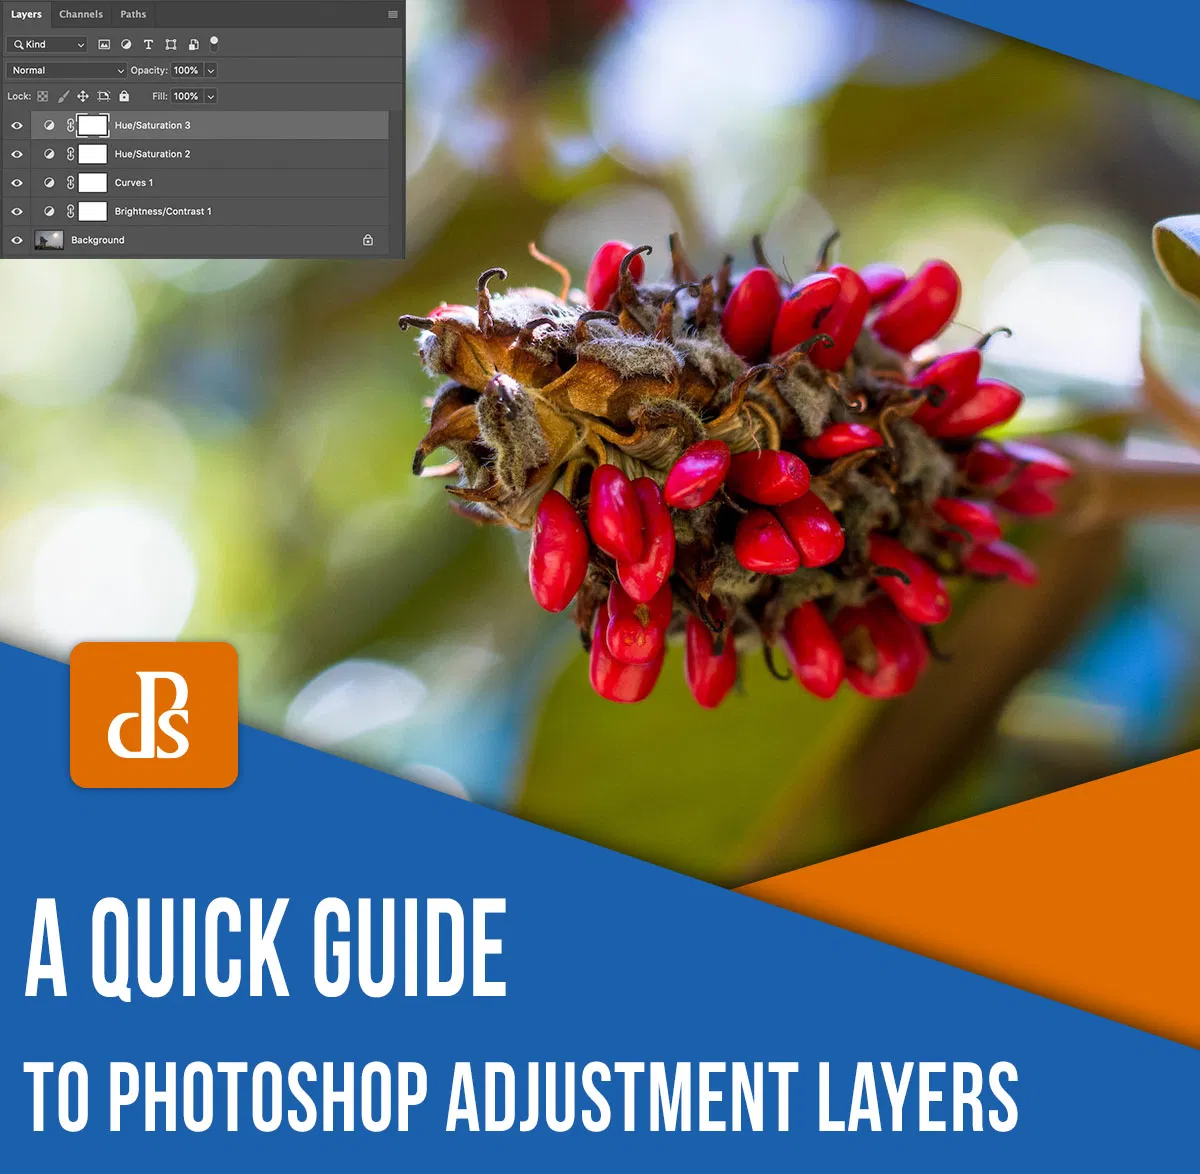 Layers Channels Paths
Kind
Normal Opacity: 100%
Lock: Fill: 100%
Hue/Saturation 3
Hue/Saturation 2
Curves 1
Brightness/Contrast 1
Background
dPs
A QUICK GUIDE
TO PHOTOSHOP ADJUSTMENT LAYERS